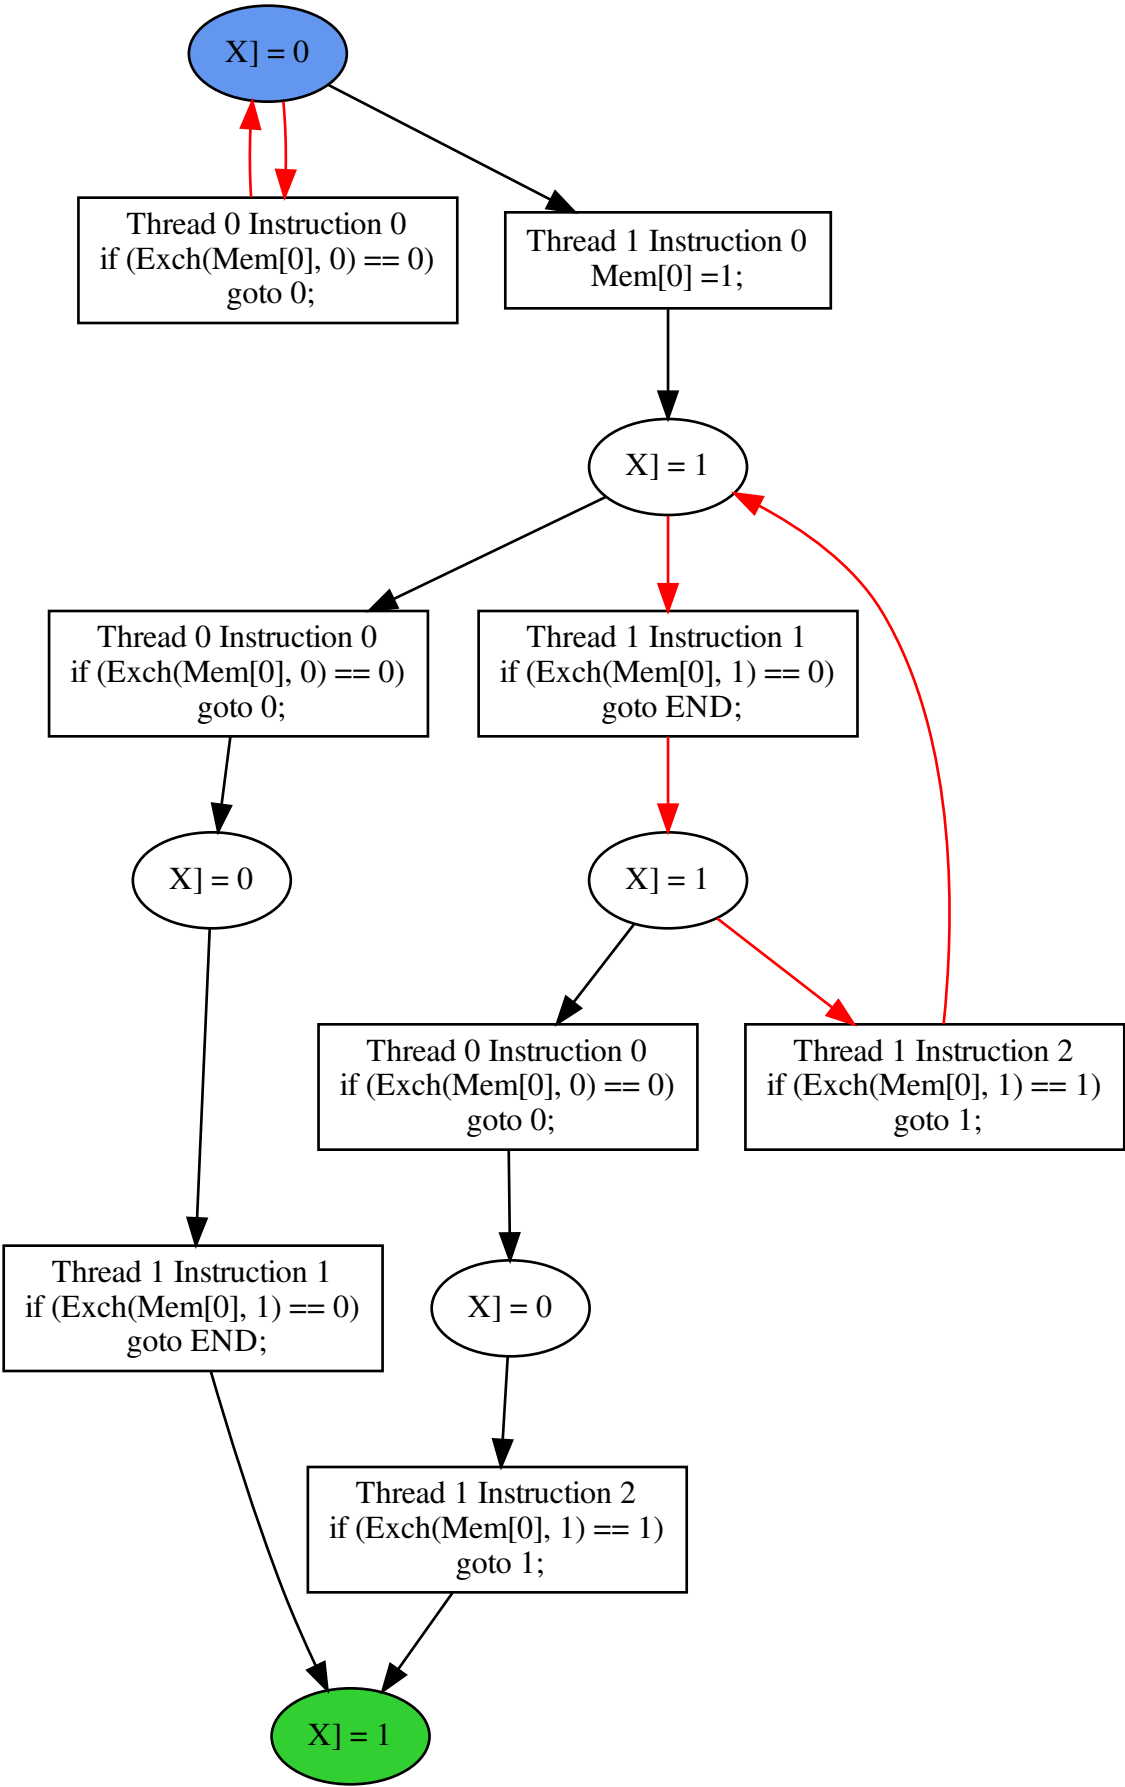 X] = 0
Thread 0 Instruction 0
if (Exch(Mem[0], 0) == 0)
goto 0;
Thread 1 Instruction 0
Mem[0] =1;
X] = 1
Thread 0 Instruction 0
if (Exch(Mem[0], 0) == 0)
goto 0;
Thread 1 Instruction 1
if (Exch(Mem[0], 1) == 0)
goto END;
X] = 0
X] = 1
Thread 0 Instruction 0
if (Exch(Mem[0], 0) == 0)
goto 0;
Thread 1 Instruction 2
if (Exch(Mem[0], 1) == 1)
goto 1;
Thread 1 Instruction 1
if (Exch(Mem[0], 1) == 0)
goto END;
X] = 0
Thread 1 Instruction 2
if (Exch(Mem[0], 1) == 1)
goto 1;
X] = 1